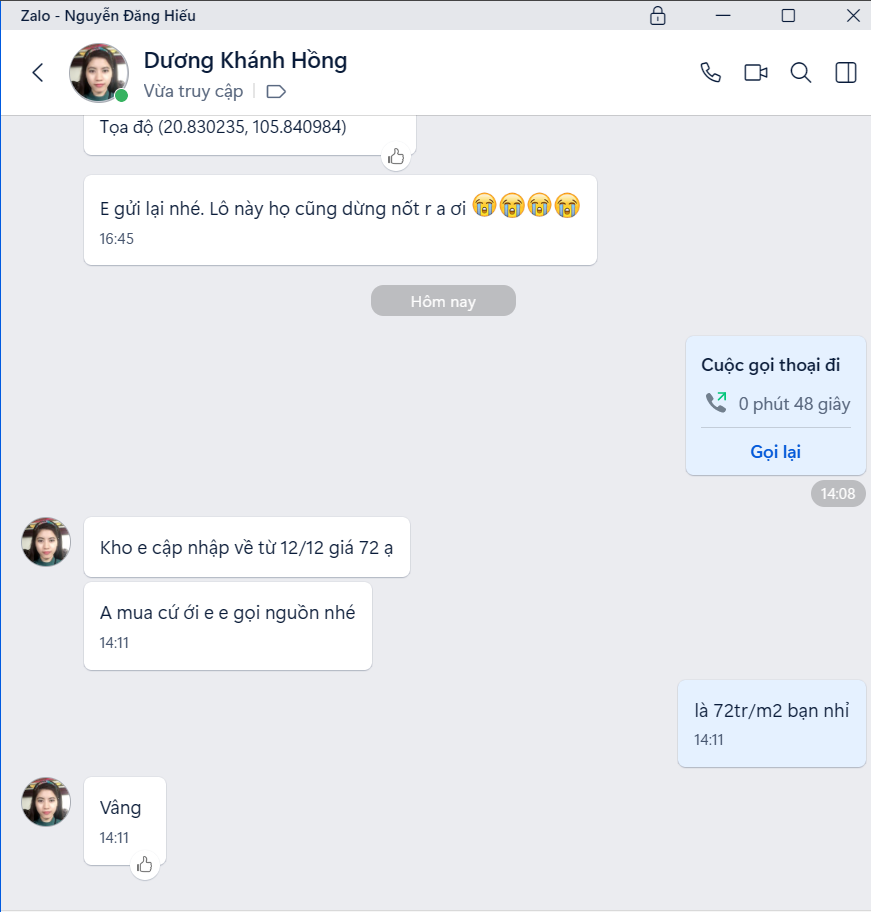 Zalo - Nguyễn Đăng Hiếu
Dương Khánh Hồng
Vừa truy cập
Tọa độ (20.830235, 105.840984)
E gửi lại nhé. Lô này họ cũng dừng nốt r a ơi 😭😭😭😭
16:45
Hôm nay
Cuộc gọi thoại đi
0 phút 48 giây
Gọi lại
14:08
Kho e cập nhập về từ 12/12 giá 72 ạ
A mua cứ ới e e gọi nguồn nhé
14:11
là 72tr/m2 bạn nhỉ
14:11
Vâng
14:11